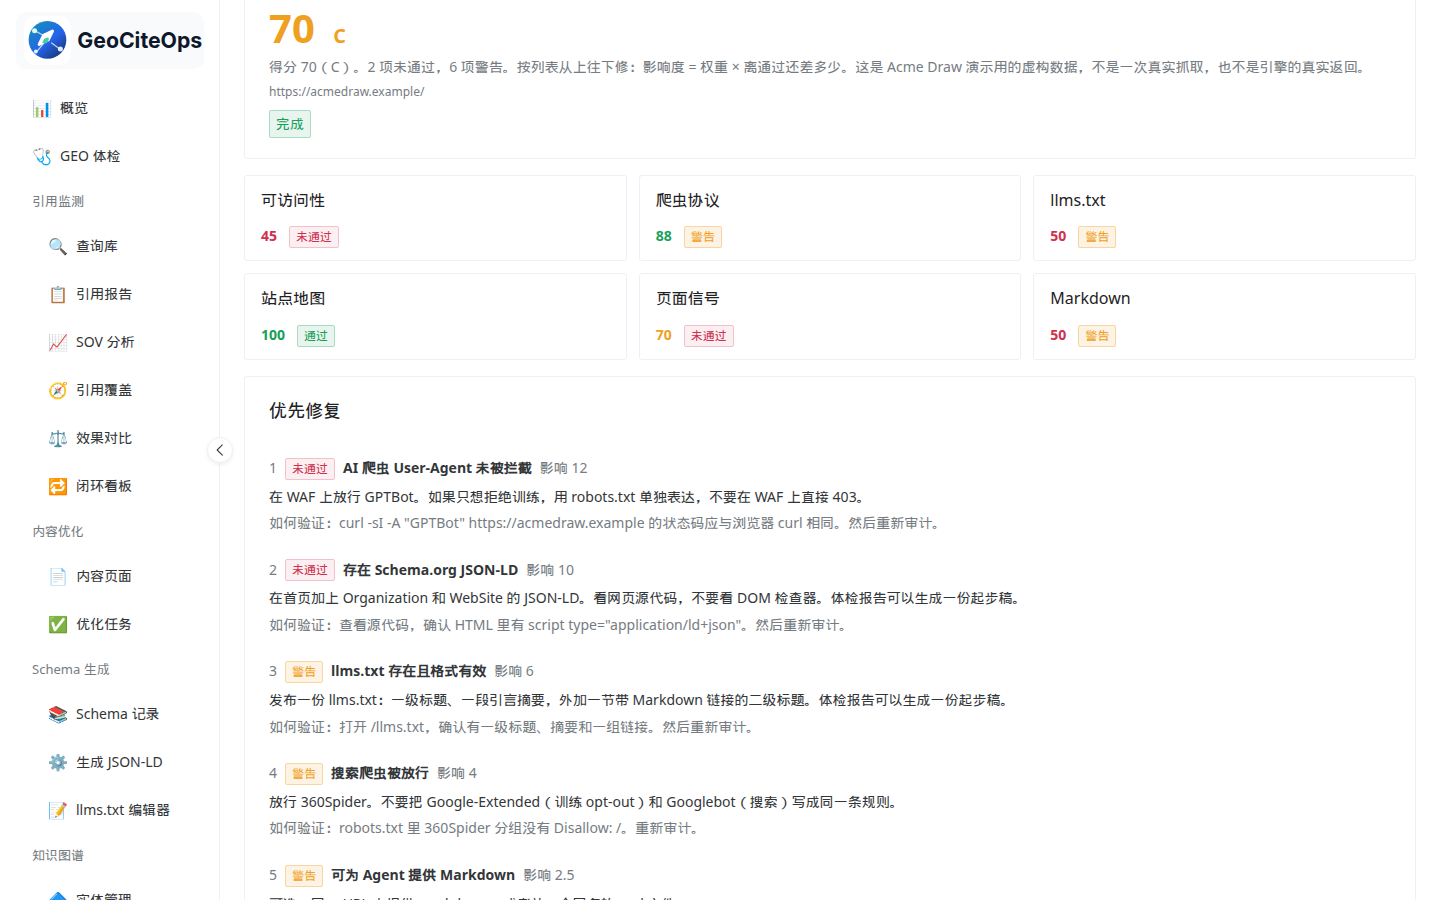 GeoCiteOps
概览
GEO 体检
引用监测
查询库
引用报告
SOV 分析
引用覆盖
效果对比
闭环看板
内容优化
内容页面
优化任务
Schema 生成
Schema 记录
生成 JSON-LD
llms.txt 编辑器
知识图谱
实体管理
70 C
得分 70（C）。2 项未通过，6 项警告。按列表从上往下修：影响度 = 权重 × 离通过还差多少。这是 Acme Draw 演示用的虚构数据，不是一次真实抓取，也不是引擎的真实返回。
https://acmedraw.example/
完成
可访问性
45 未通过
爬虫协议
88 警告
llms.txt
50 警告
站点地图
100 通过
页面信号
70 未通过
Markdown
50 警告
优先修复
1 未通过 AI 爬虫 User-Agent 未被拦截 影响 12
在 WAF 上放行 GPTBot。如果只想拒绝训练，用 robots.txt 单独表达，不要在 WAF 上直接 403。
如何验证：curl -sI -A "GPTBot" https://acmedraw.example 的状态码应与浏览器 curl 相同。然后重新审计。
2 未通过 存在 Schema.org JSON-LD 影响 10
在首页加上 Organization 和 WebSite 的 JSON-LD。看网页源代码，不要看 DOM 检查器。体检报告可以生成一份起步稿。
如何验证：查看源代码，确认 HTML 里有 script type="application/ld+json"。然后重新审计。
3 警告 llms.txt 存在且格式有效 影响 6
发布一份 llms.txt：一级标题、一段引言摘要，外加一节带 Markdown 链接的二级标题。体检报告可以生成一份起步稿。
如何验证：打开 /llms.txt，确认有一级标题、摘要和一组链接。然后重新审计。
4 警告 搜索爬虫被放行 影响 4
放行 360Spider。不要把 Google-Extended（训练 opt-out）和 Googlebot（搜索）写成同一条规则。
如何验证：robots.txt 里 360Spider 分组没有 Disallow: /。重新审计。
5 警告 可为 Agent 提供 Markdown 影响 2.5